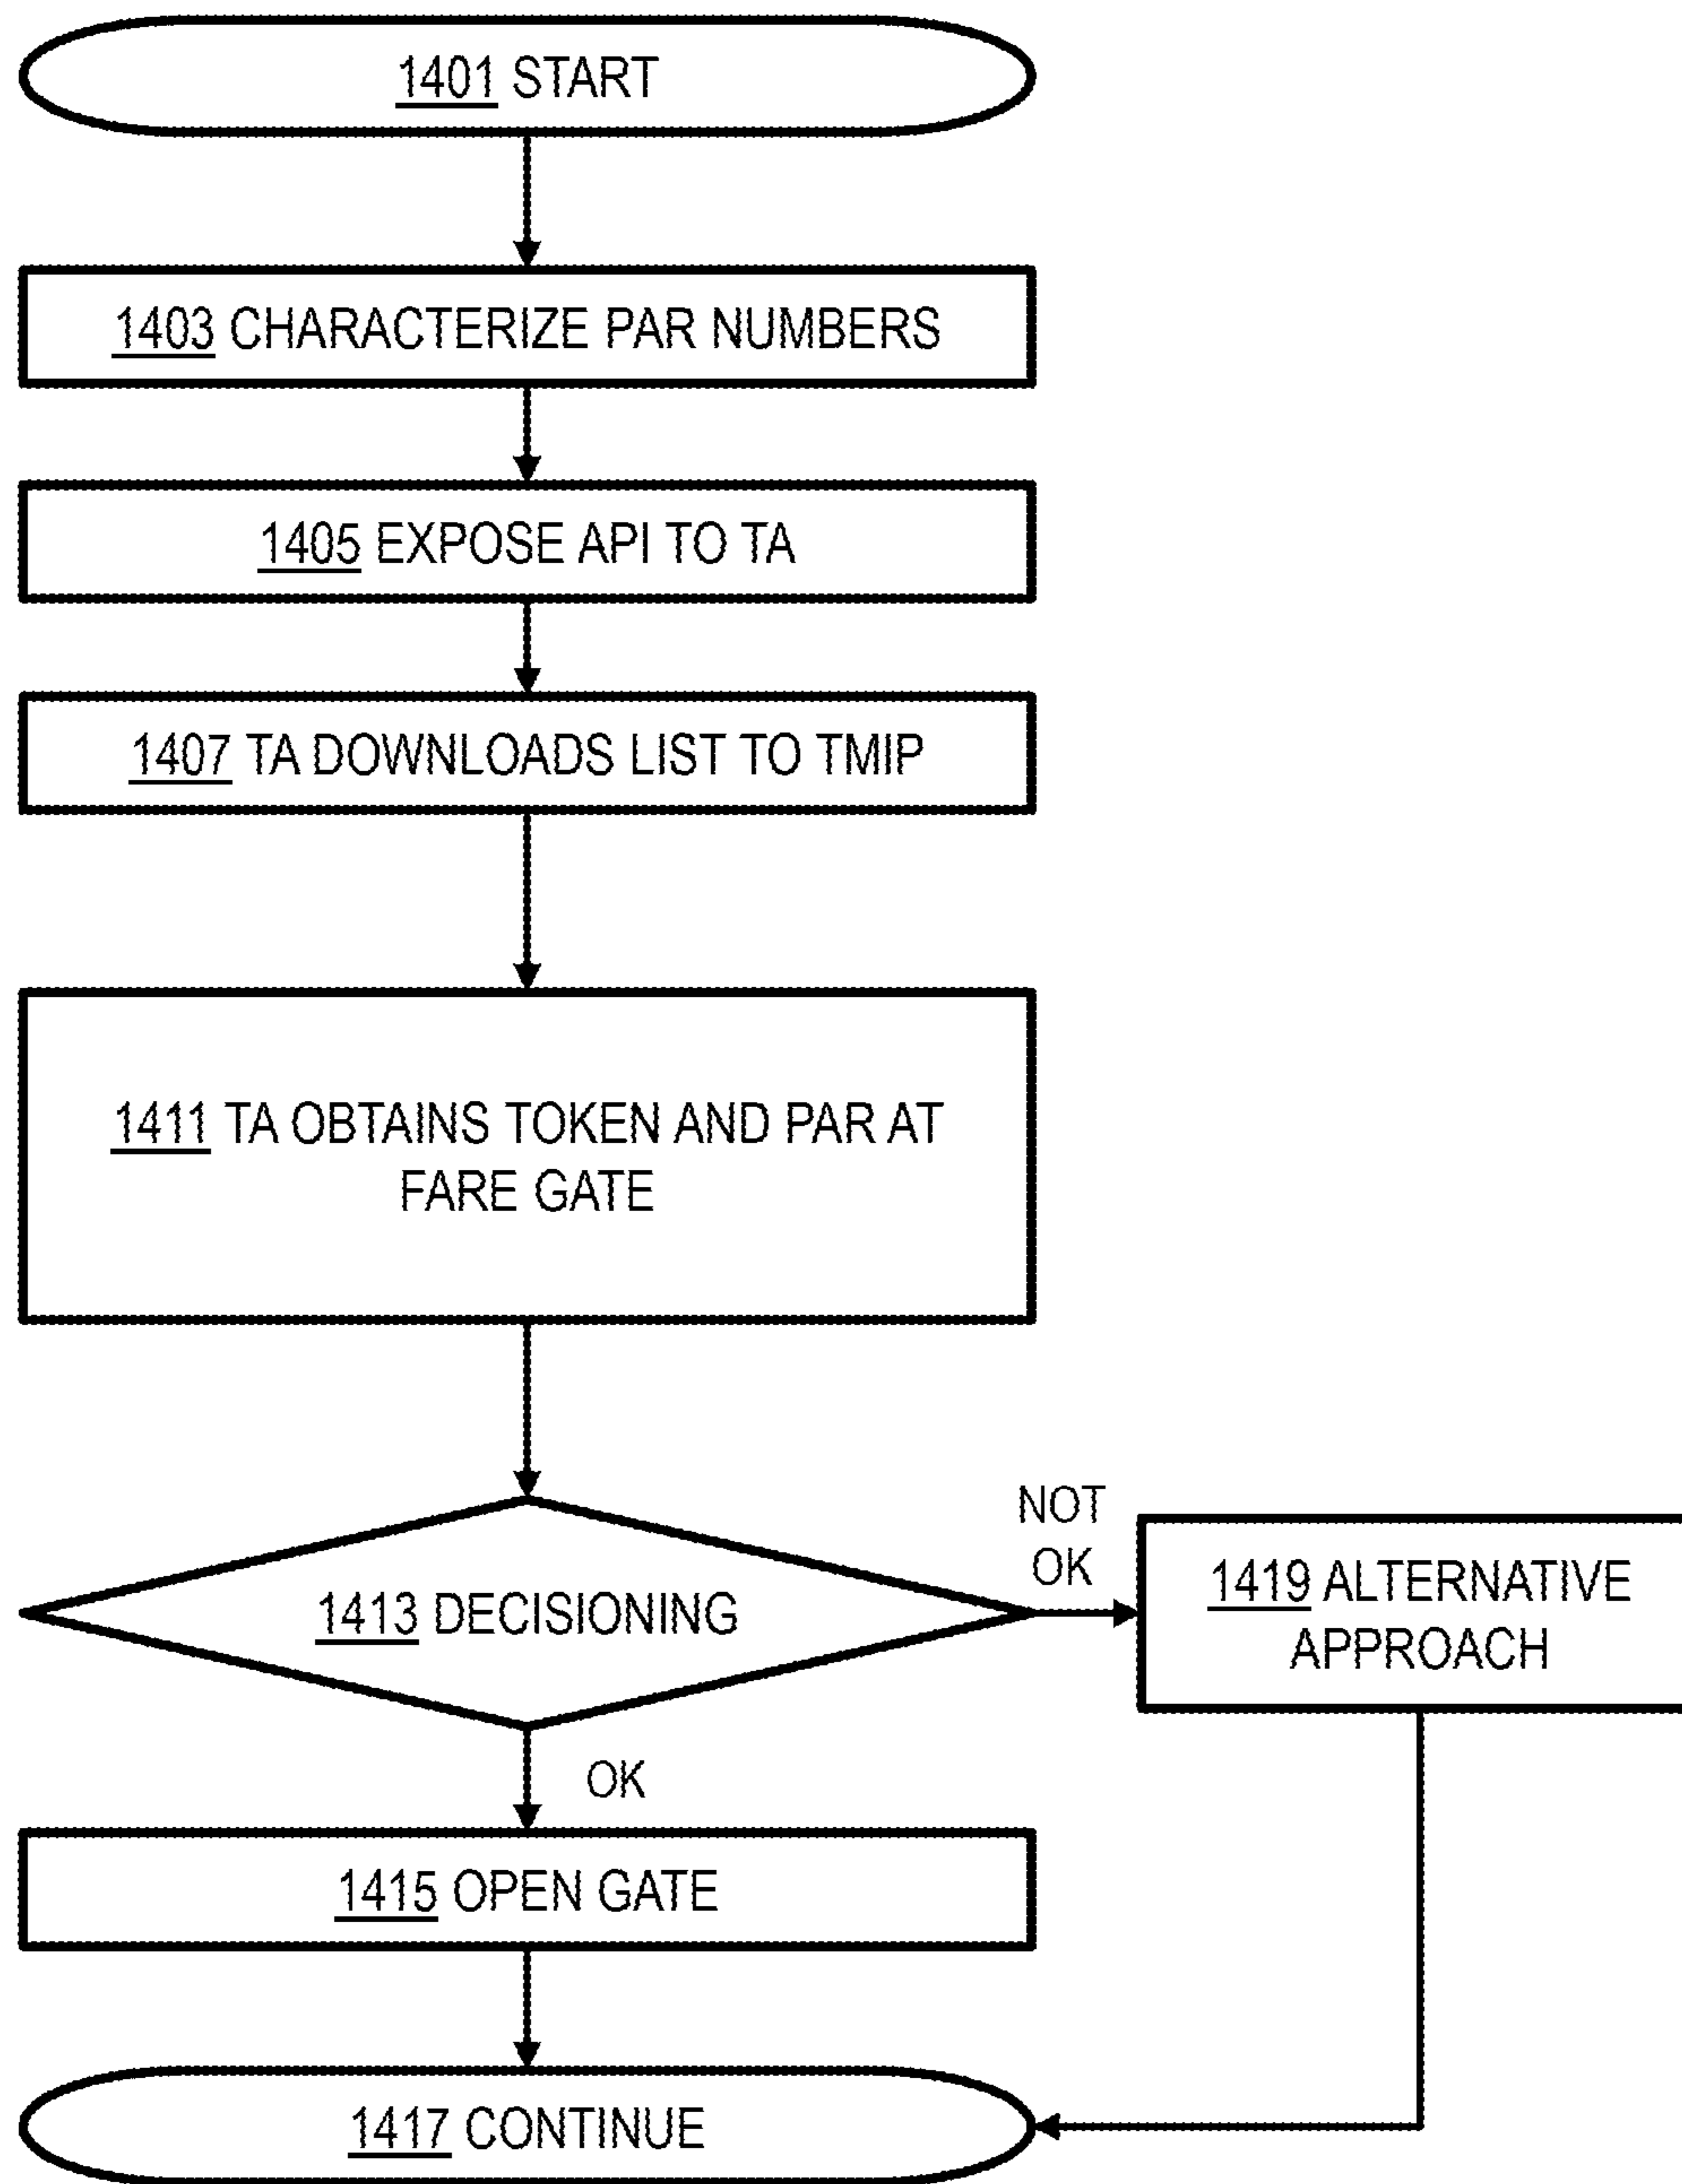 1401 START
1403 CHARACTERIZE PAR NUMBERS
1405 EXPOSE API TO TA
1407 TA DOWNLOADS LIST TO TMIP
1411 TA OBTAINS TOKEN AND PAR AT
FARE GATE
1413 DECISIONING
NOT
OK
1419 ALTERNATIVE
APPROACH
OK
1415 OPEN GATE
1417 CONTINUE